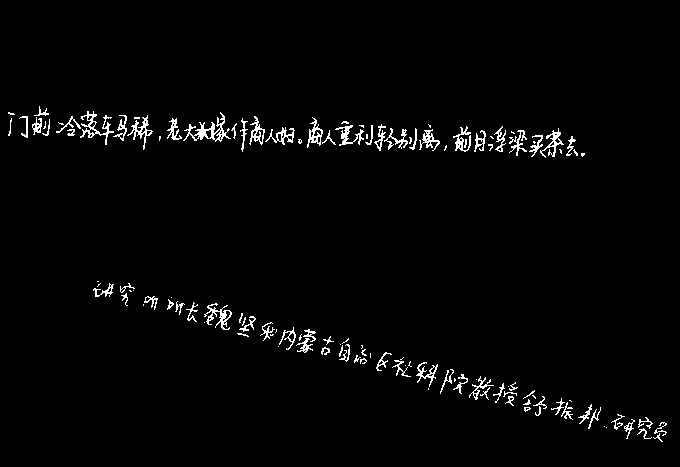 门前冷落车马稀，老大嫁作商人妇。商人重利轻别离，前月浮梁买茶去。
研究所所长魏坚和内蒙古自治区社科院教授舒振邦、研究员